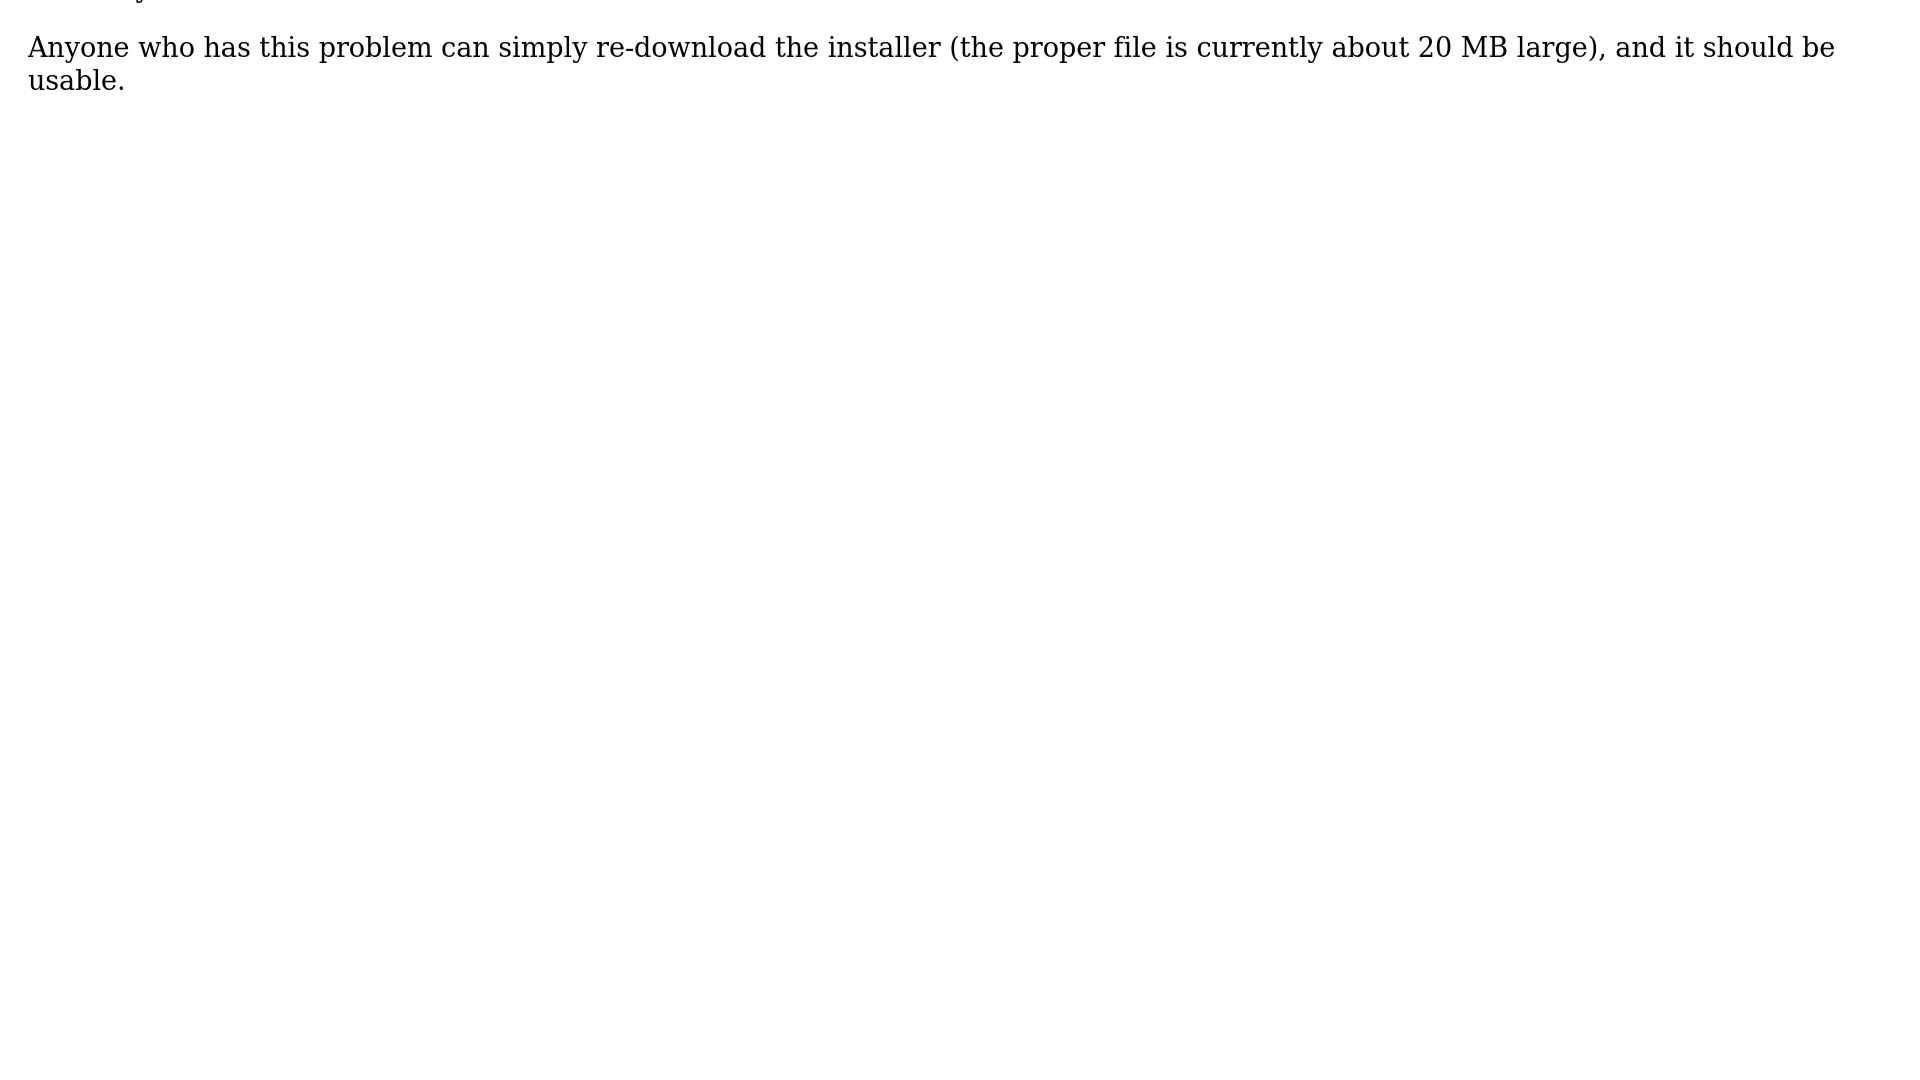 Anyone who has this problem can simply re-download the installer (the proper file is currently about 20 MB large), and it should be
usable.